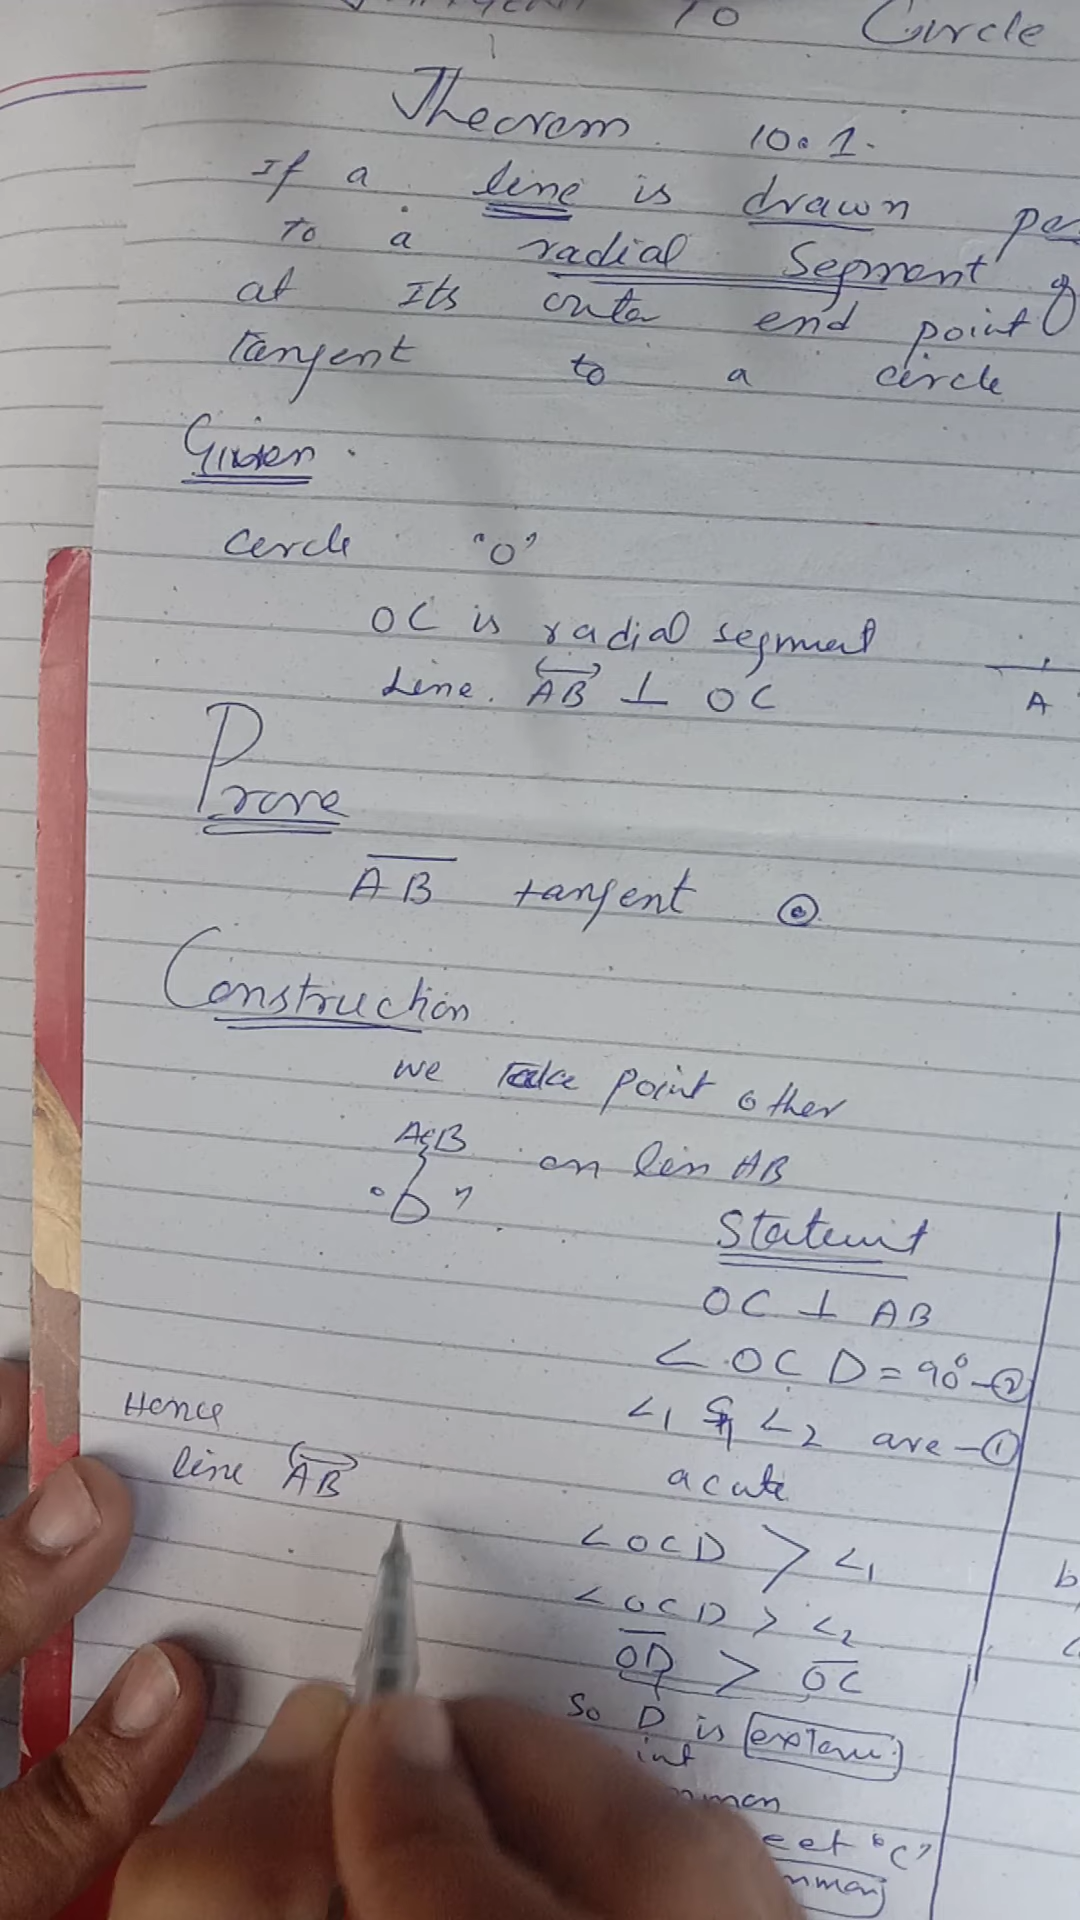 To Circle
Theorem 10.1.
If a line is drawn
To a radial Segment
at Its outer end point
tangent to a circle
Given.
Cercle "O"
OC is radial segment
Line. AB ⊥ OC
A
Prove
AB tangent
Construction
we Take point other
A&B on lin AB
"D"
Statemnt
OC ⊥ AB
∠OCD = 90° - ②
∠1 & ∠2 are - ①
acute
Hence
line AB
∠OCD > ∠1
∠OCD > ∠2
OD > OC
So D is
"C"